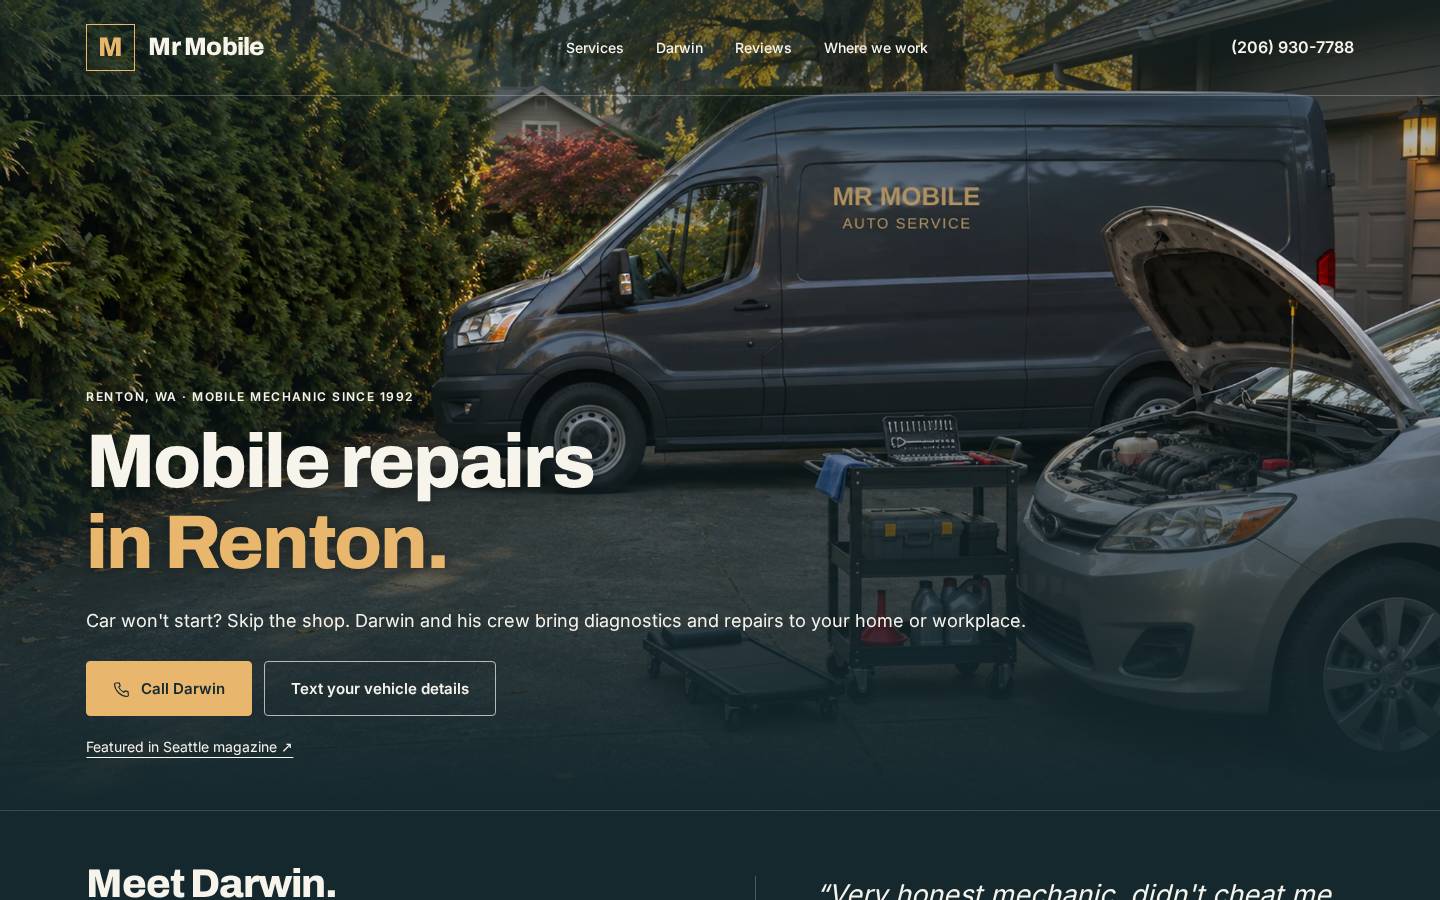 M
Mr Mobile
Services
Darwin
Reviews
Where we work
(206) 930-7788
MR MOBILE
AUTO SERVICE
RENTON, WA · MOBILE MECHANIC SINCE 1992
Mobile repairs
in Renton.
Car won't start? Skip the shop. Darwin and his crew bring diagnostics and repairs to your home or workplace.
Call Darwin
Text your vehicle details
Featured in Seattle magazine ↗
Meet Darwin.
“Very honest mechanic, didn't cheat me